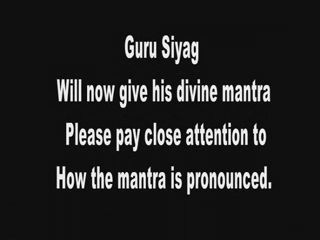 Guru Siyag
Will now give his divine mantra
Please pay close attention to
How the mantra is pronounced.